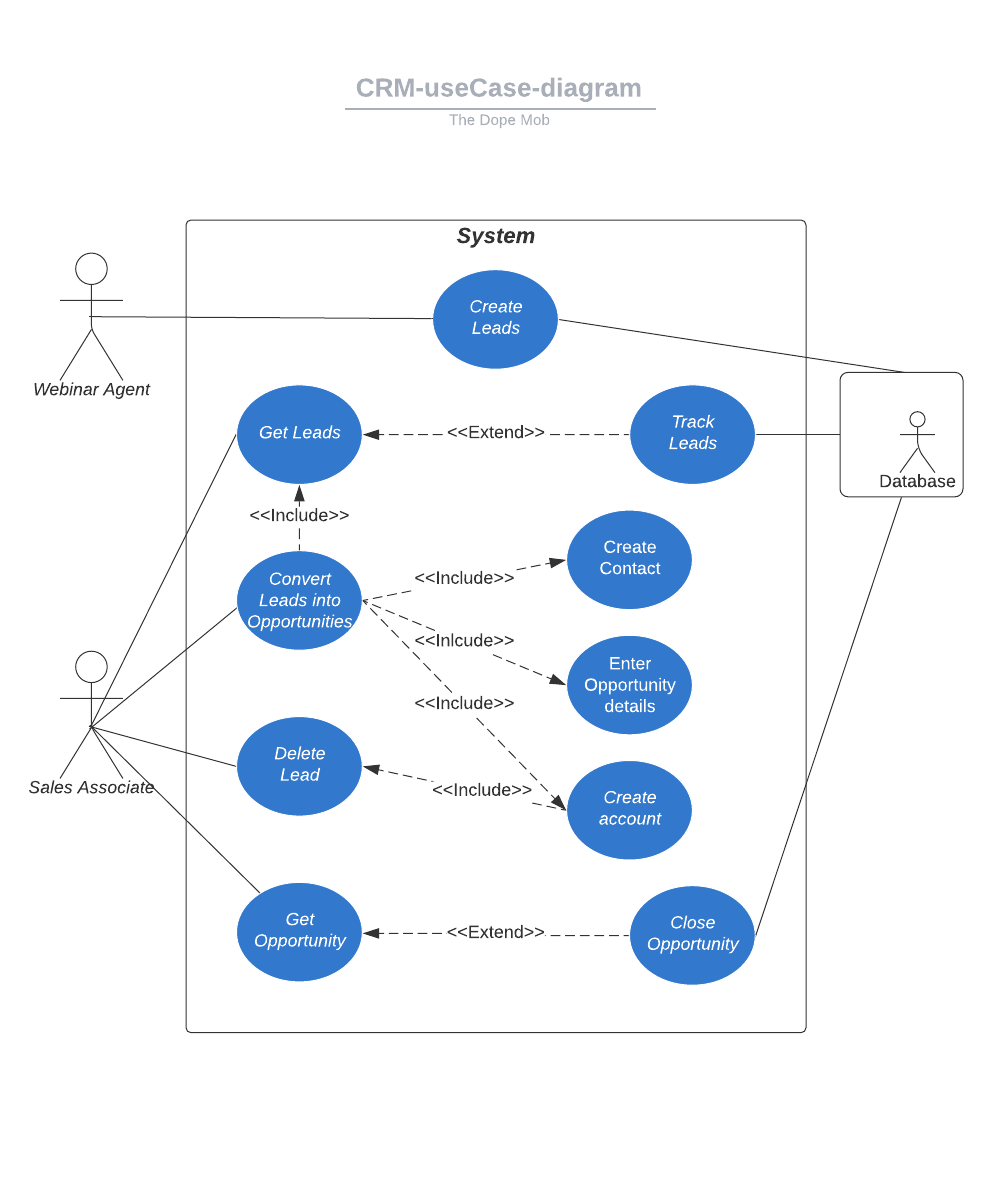 CRM-useCase-diagram
The Dope Mob
System
Create
Leads
Webinar Agent
Get Leads
<<Extend>>
Track
Leads
Database
<<Include>>
Convert
Leads into
Opportunities
<<Include>>
Create
Contact
<<Inlcude>>
Enter
Opportunity
details
<<Include>>
Sales Associate
Delete
Lead
<<Include>>
Create
account
Get
Opportunity
<<Extend>>
Close
Opportunity